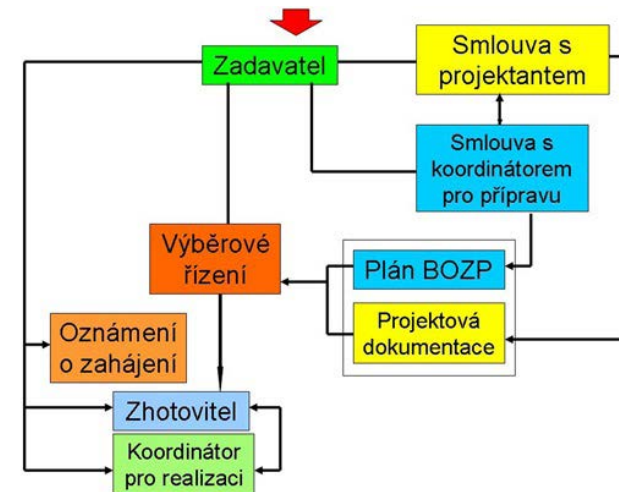 Zadavatel
Smlouva s
projektantem
Smlouva s
koordinátorem
pro přípravu
Výběrové
řízení
Plán BOZP
Projektová
dokumentace
Oznámení
o zahájení
Zhotovitel
Koordinátor
pro realizaci